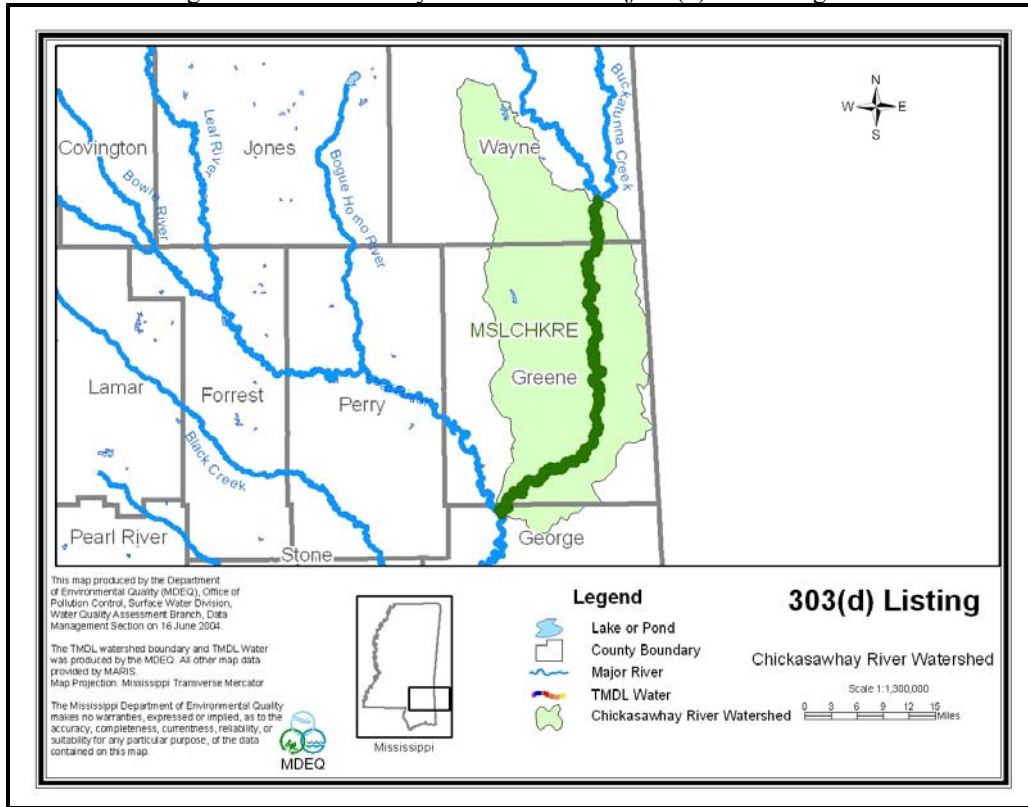 N
W E
S
Covington
Jones
Wayne
Leaf River
Bowie River
Bogue Homo River
Buckatunna Creek
MSLCHKRE
Greene
Lamar
Forrest
Perry
Leaf River
Black Creek
Pearl River
Stone
George
This map produced by the Department
of Environmental Quality (MDEQ), Office of
Pollution Control, Surface Water Division,
Water Quality Assessment Branch, Data
Management Section on 16 June 2004.
The TMDL watershed boundary and TMDL Water
was produced by the MDEQ. All other map data
provided by MARIS.
Map Projection: Mississippi Transverse Mercator
The Mississippi Department of Environmental Quality
makes no warranties, expressed or implied, as to the
accuracy, completeness, currentness, reliability, or
suitability for any particular purpose, of the data
contained on this map.
MDEQ
Mississippi
Legend
Lake or Pond
County Boundary
Major River
TMDL Water
Chickasawhay River Watershed
303(d) Listing
Chickasawhay River Watershed
Scale 1:1,300,000
0 3 6 9 12 15
Miles